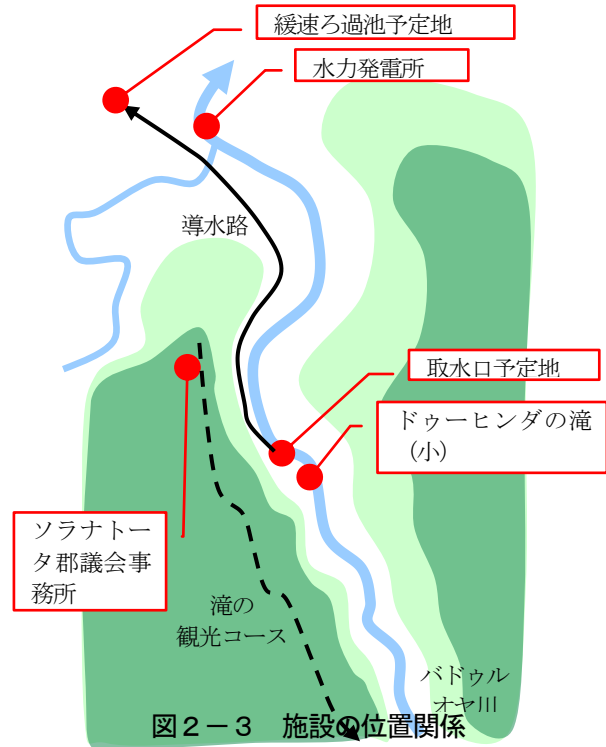 緩速ろ過池予定地
水力発電所
導水路
取水口予定地
ドゥーヒンダの滝
（小）
ソラナトー
タ郡議会事
務所
滝の
観光コース
バドゥル
オヤ川
図２－３　施設の位置関係